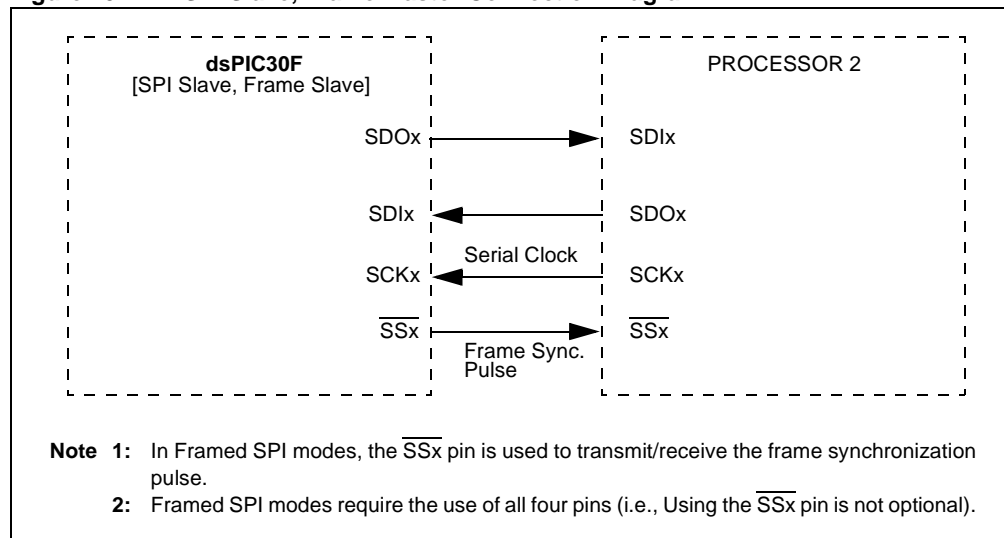 dsPIC30F
[SPI Slave, Frame Slave]
PROCESSOR 2
SDOx
SDIx
SDIx
SDOx
Serial Clock
SCKx
SCKx
SSx
SSx
Frame Sync.
Pulse
Note 1: In Framed SPI modes, the SSx pin is used to transmit/receive the frame synchronization
pulse.
2: Framed SPI modes require the use of all four pins (i.e., Using the SSx pin is not optional).